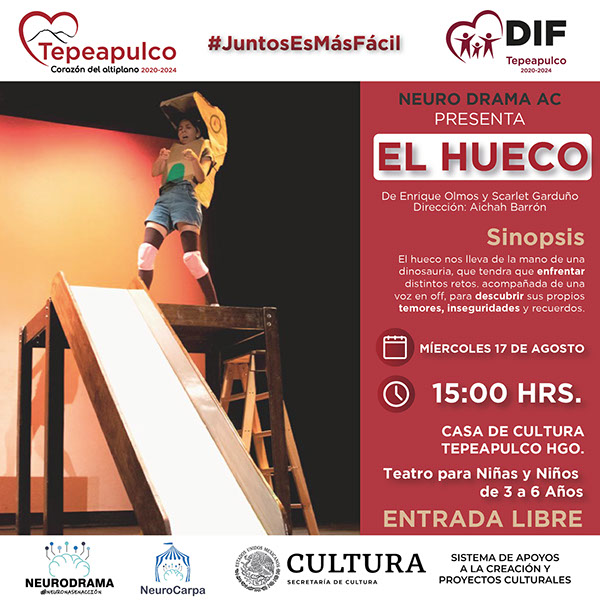 Tepeapulco
Corazón del altiplano 2020-2024
#JuntosEsMásFácil
DIF
Tepeapulco
2020-2024
NEURO DRAMA AC
PRESENTA
EL HUECO
De Enrique Olmos y Scarlet Garduño
Dirección: Aichah Barrón
Sinopsis
El hueco nos lleva de la mano de una
dinosauria, que tendra que enfrentar
distintos retos. acompañada de una
voz en off, para descubrir sus propios
temores, inseguridades y recuerdos.
MÍERCOLES 17 DE AGOSTO
15:00 HRS.
CASA DE CULTURA
TEPEAPULCO HGO.
Teatro para Niñas y Niños
de 3 a 6 Años
ENTRADA LIBRE
NEURODRAMA
#NEURONASENACCIÓN
NeuroCarpa
ESTADOS UNIDOS MEXICANOS
CULTURA
SECRETARÍA DE CULTURA
SISTEMA DE APOYOS
A LA CREACIÓN Y
PROYECTOS CULTURALES